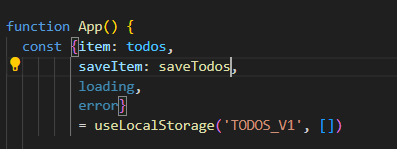 function App() {
const {item: todos,
saveItem: saveTodos,
loading,
error}
= useLocalStorage('TODOS_V1', [])